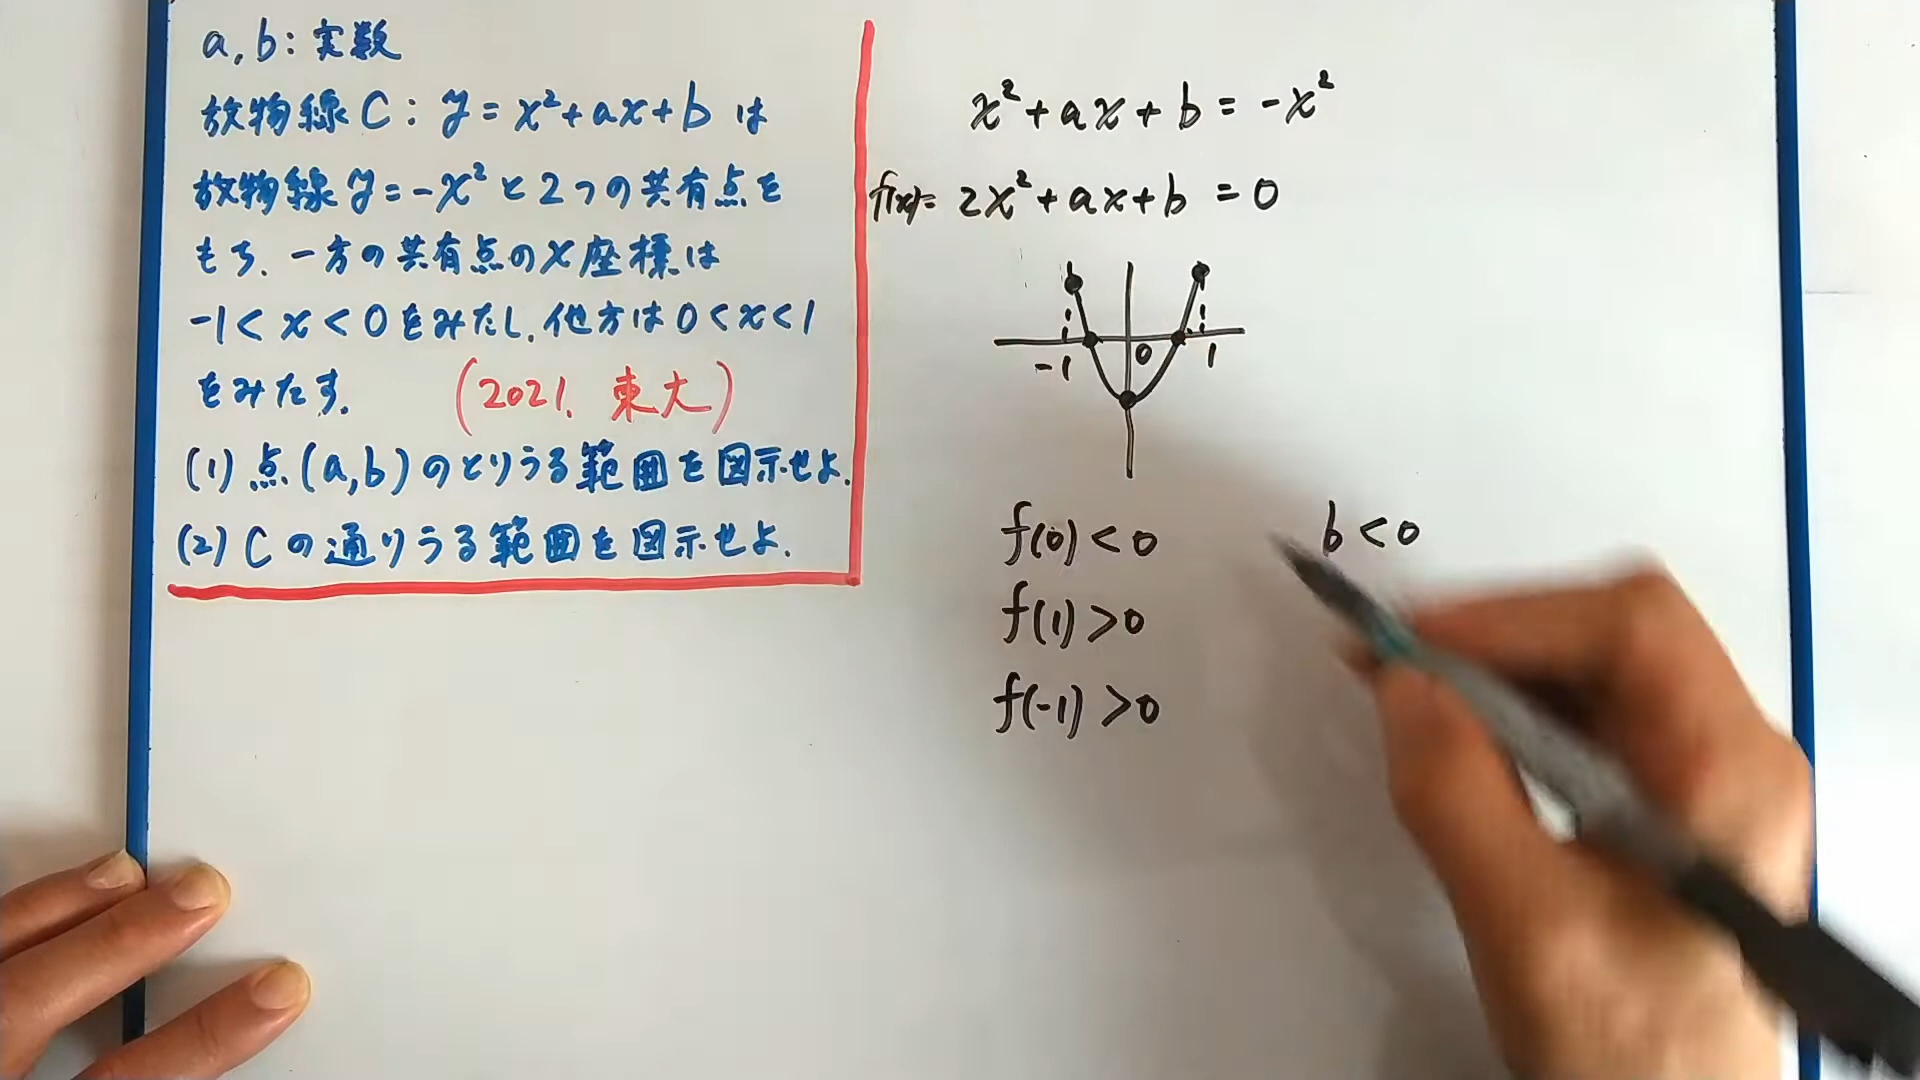 a, b : 実数
放物線 C : y = x² + ax + b は
放物線 y = -x² と2つの共有点を
もち、一方の共有点のx座標は
-1 < x < 0 をみたし、他方は 0 < x < 1
をみたす。 (2021. 東大)
(1) 点 (a, b) のとりうる範囲を図示せよ.
(2) C の通りうる範囲を図示せよ.
x² + ax + b = -x²
f(x) = 2x² + ax + b = 0
-1 0 1
f(0) < 0 b < 0
f(1) > 0
f(-1) > 0